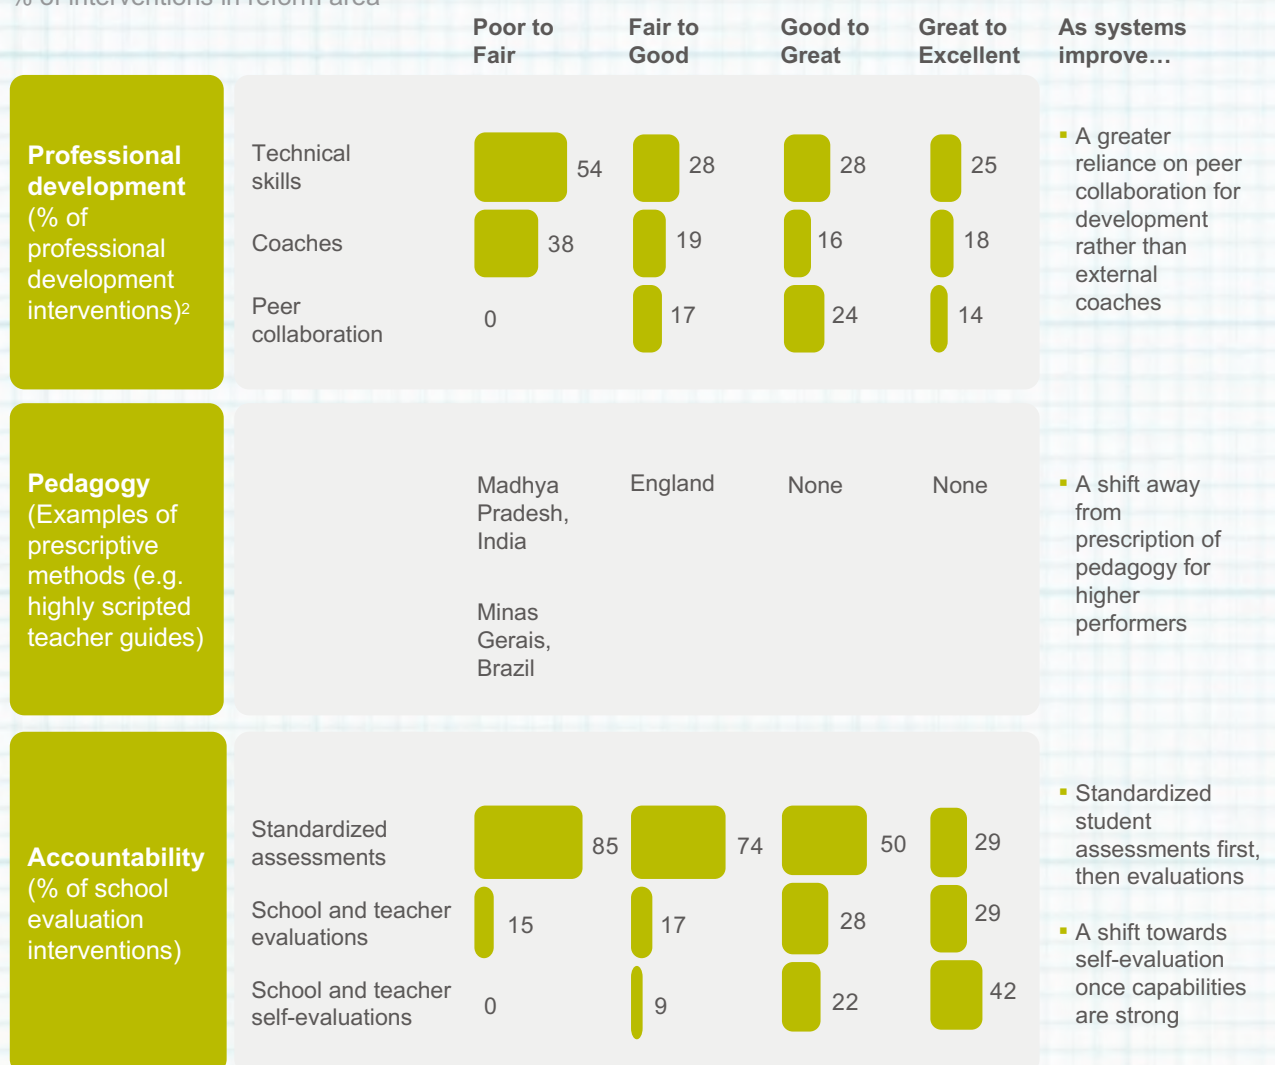 % of interventions in reform area
Poor to
Fair
Fair to
Good
Good to
Great
Great to
Excellent
As systems
improve…
Professional
development
(% of
professional
development
interventions)2
Technical
skills
54
28
28
25
Coaches
38
19
16
18
Peer
collaboration
0
17
24
14
▪ A greater
reliance on peer
collaboration for
development
rather than
external
coaches
Pedagogy
(Examples of
prescriptive
methods (e.g.
highly scripted
teacher guides)
Madhya
Pradesh,
India
Minas
Gerais,
Brazil
England
None
None
▪ A shift away
from
prescription of
pedagogy for
higher
performers
Accountability
(% of school
evaluation
interventions)
Standardized
assessments
85
74
50
29
School and teacher
evaluations
15
17
28
29
School and teacher
self-evaluations
0
9
22
42
▪ Standardized
student
assessments first,
then evaluations
▪ A shift towards
self-evaluation
once capabilities
are strong